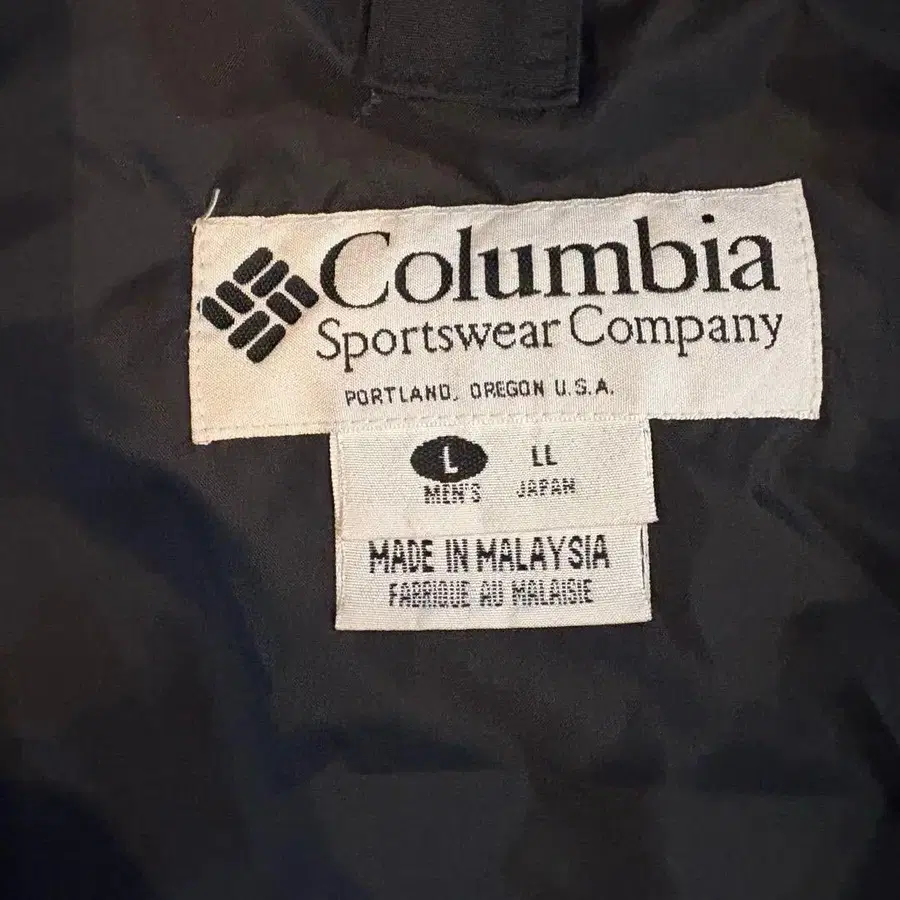 Columbia
Sportswear Company
PORTLAND, OREGON U.S.A.
L LL
MEN'S JAPAN
MADE IN MALAYSIA
FABRIQUE AU MALAISIE